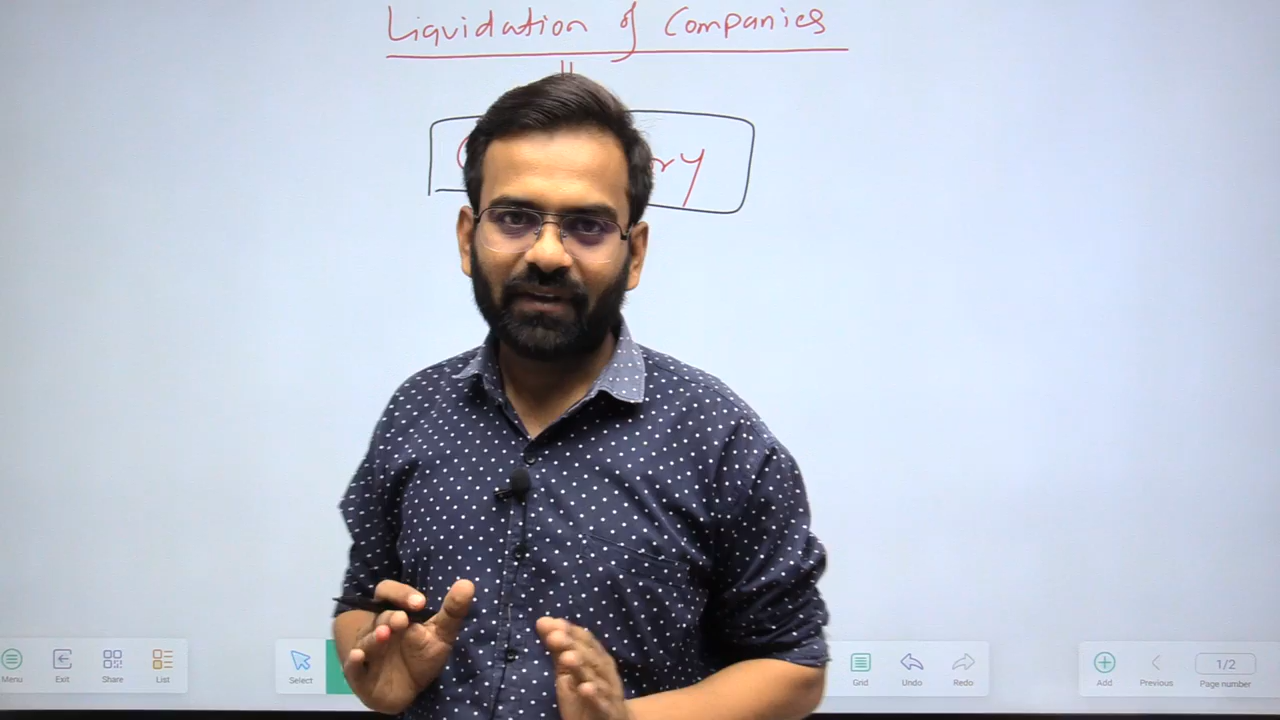 Liquidation of Companies
Menu
Exit
Share
List
Select
Grid
Undo
Redo
Add
Previous
1/2
Page number